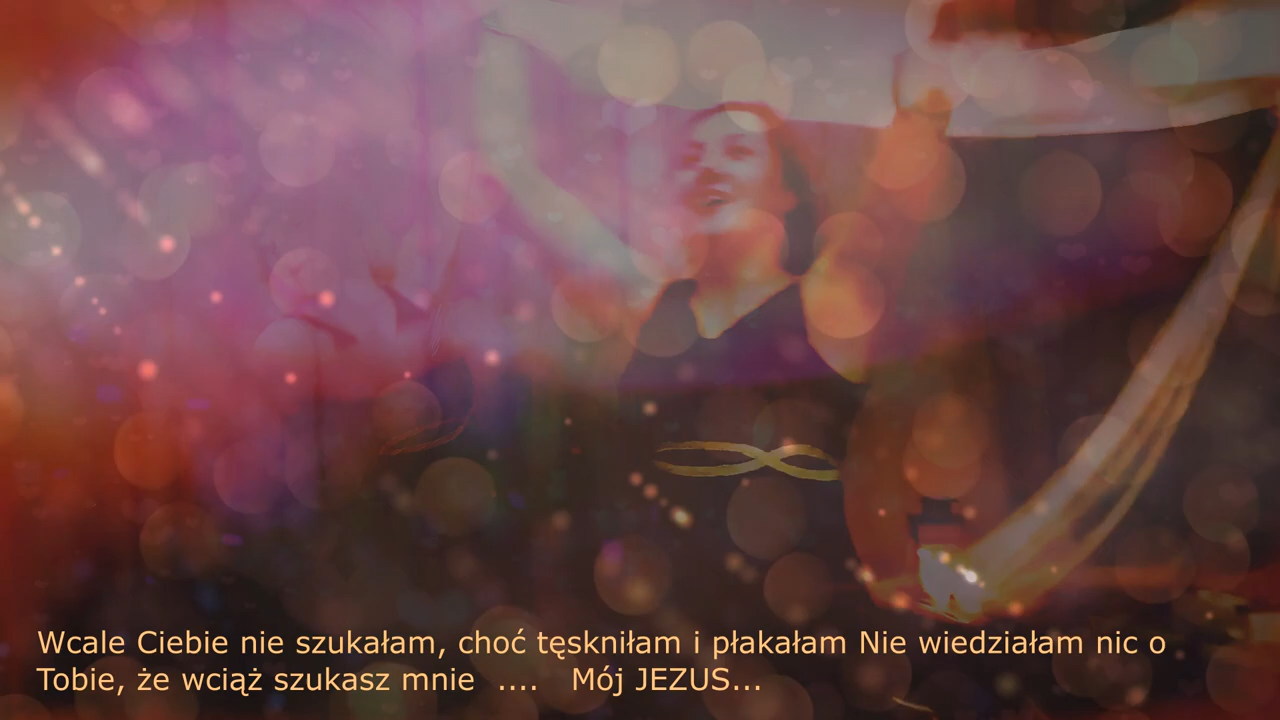 Wcale Ciebie nie szukałam, choć tęskniłam i płakałam Nie wiedziałam nic o
Tobie, że wciąż szukasz mnie  ....   Mój JEZUS...